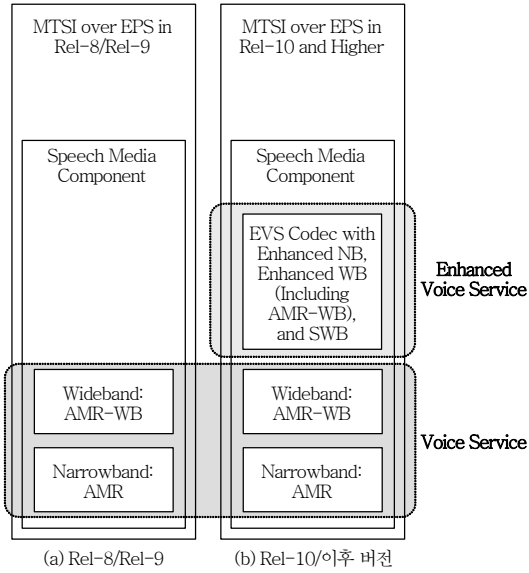 MTSI over EPS in
Rel-8/Rel-9
Speech Media
Component
Wideband:
AMR-WB
Narrowband:
AMR
MTSI over EPS in
Rel-10 and Higher
Speech Media
Component
EVS Codec with
Enhanced NB,
Enhanced WB
(Including
AMR-WB),
and SWB
Wideband:
AMR-WB
Narrowband:
AMR
Enhanced
Voice Service
Voice Service
(a) Rel-8/Rel-9
(b) Rel-10/이후 버전